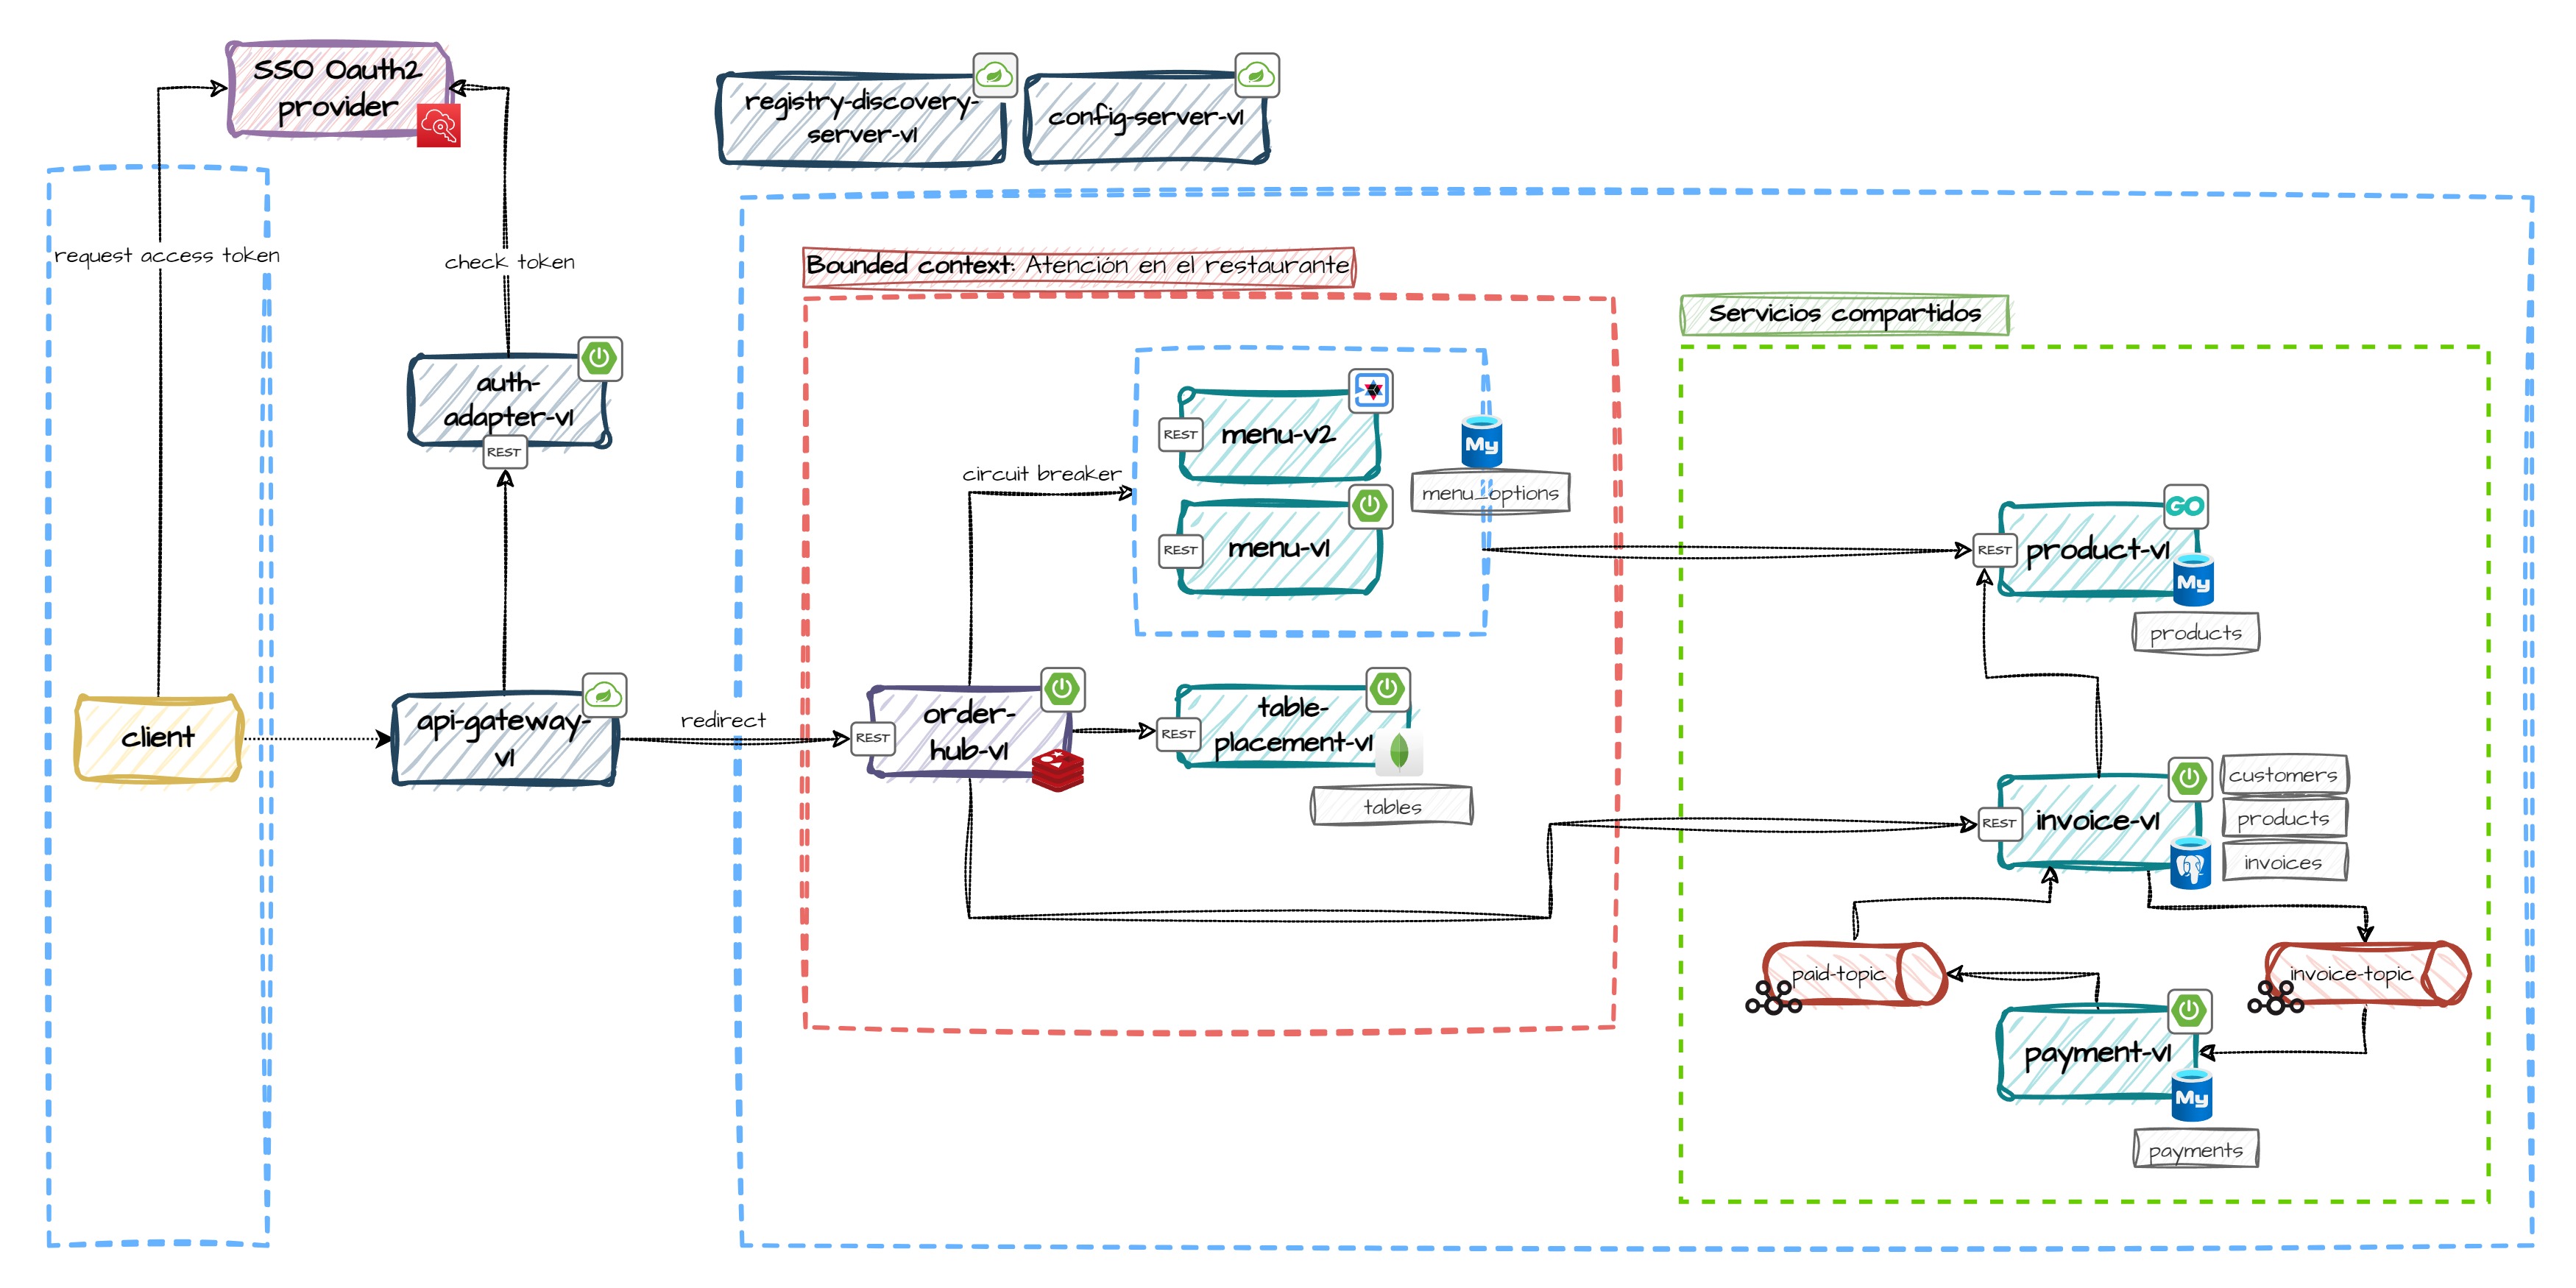 SSO Oauth2
provider
registry-discovery-
server-v1
config-server-v1
request access token
check token
Bounded context: Atención en el restaurante
Servicios compartidos
auth-
adapter-v1
REST
menu-v2
REST
My
menu_options
circuit breaker
menu-v1
REST
GO
product-v1
REST
My
products
client
api-gateway-
v1
redirect
REST
order-
hub-v1
REST
table-
placement-v1
tables
REST
invoice-v1
customers
products
invoices
paid-topic
invoice-topic
payment-v1
My
payments